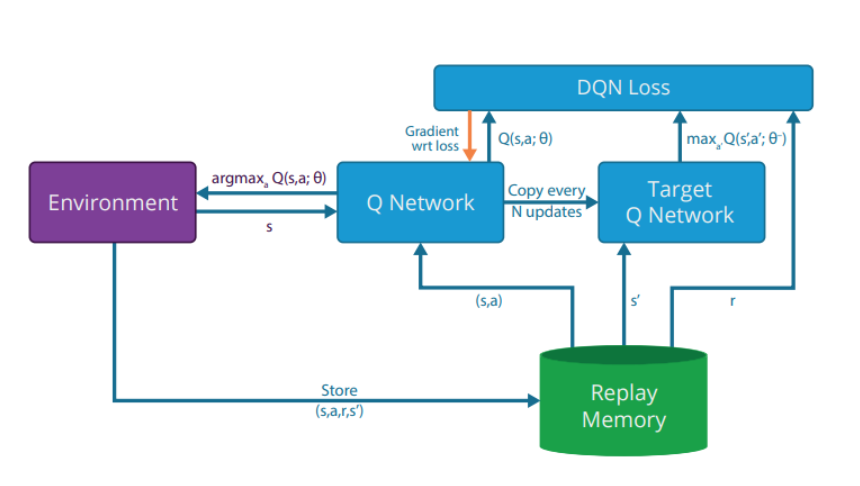 DQN Loss
Gradient
wrt loss
Q(s,a; θ)
maxₐ' Q(s',a'; θ⁻)
Environment
argmaxₐ Q(s,a; θ)
s
Q Network
Copy every
N updates
Target
Q Network
(s,a)
s'
r
Store
(s,a,r,s')
Replay
Memory